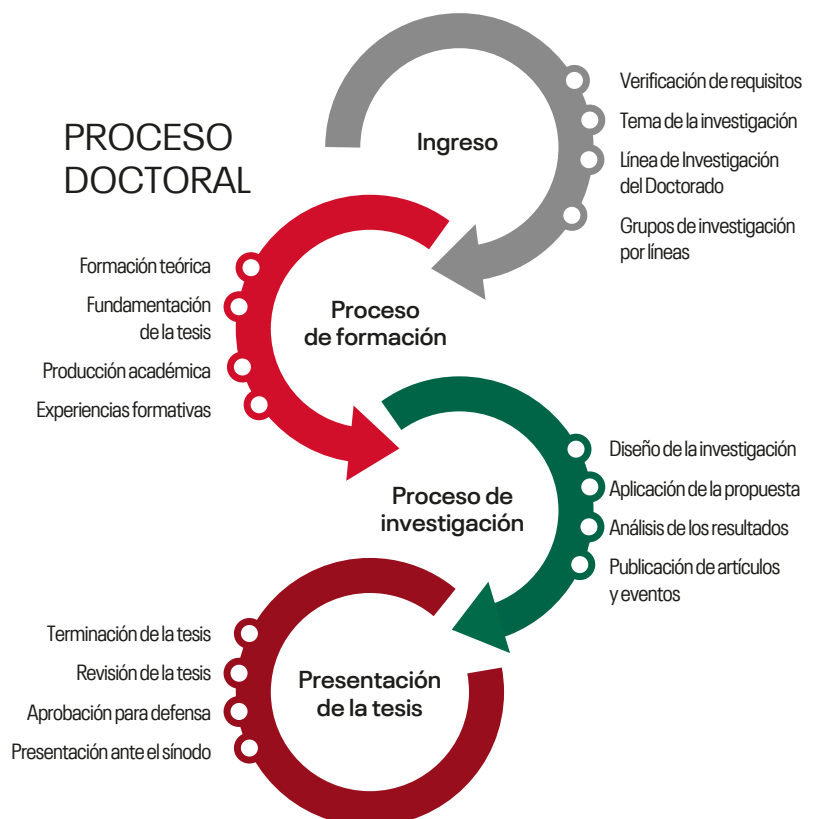 PROCESO
DOCTORAL
Ingreso
Verificación de requisitos
Tema de la investigación
Línea de Investigación
del Doctorado
Grupos de investigación
por líneas
Proceso
de formación
Formación teórica
Fundamentación
de la tesis
Producción académica
Experiencias formativas
Proceso de
investigación
Diseño de la investigación
Aplicación de la propuesta
Análisis de los resultados
Publicación de artículos
y eventos
Presentación
de la tesis
Terminación de la tesis
Revisión de la tesis
Aprobación para defensa
Presentación ante el sínodo